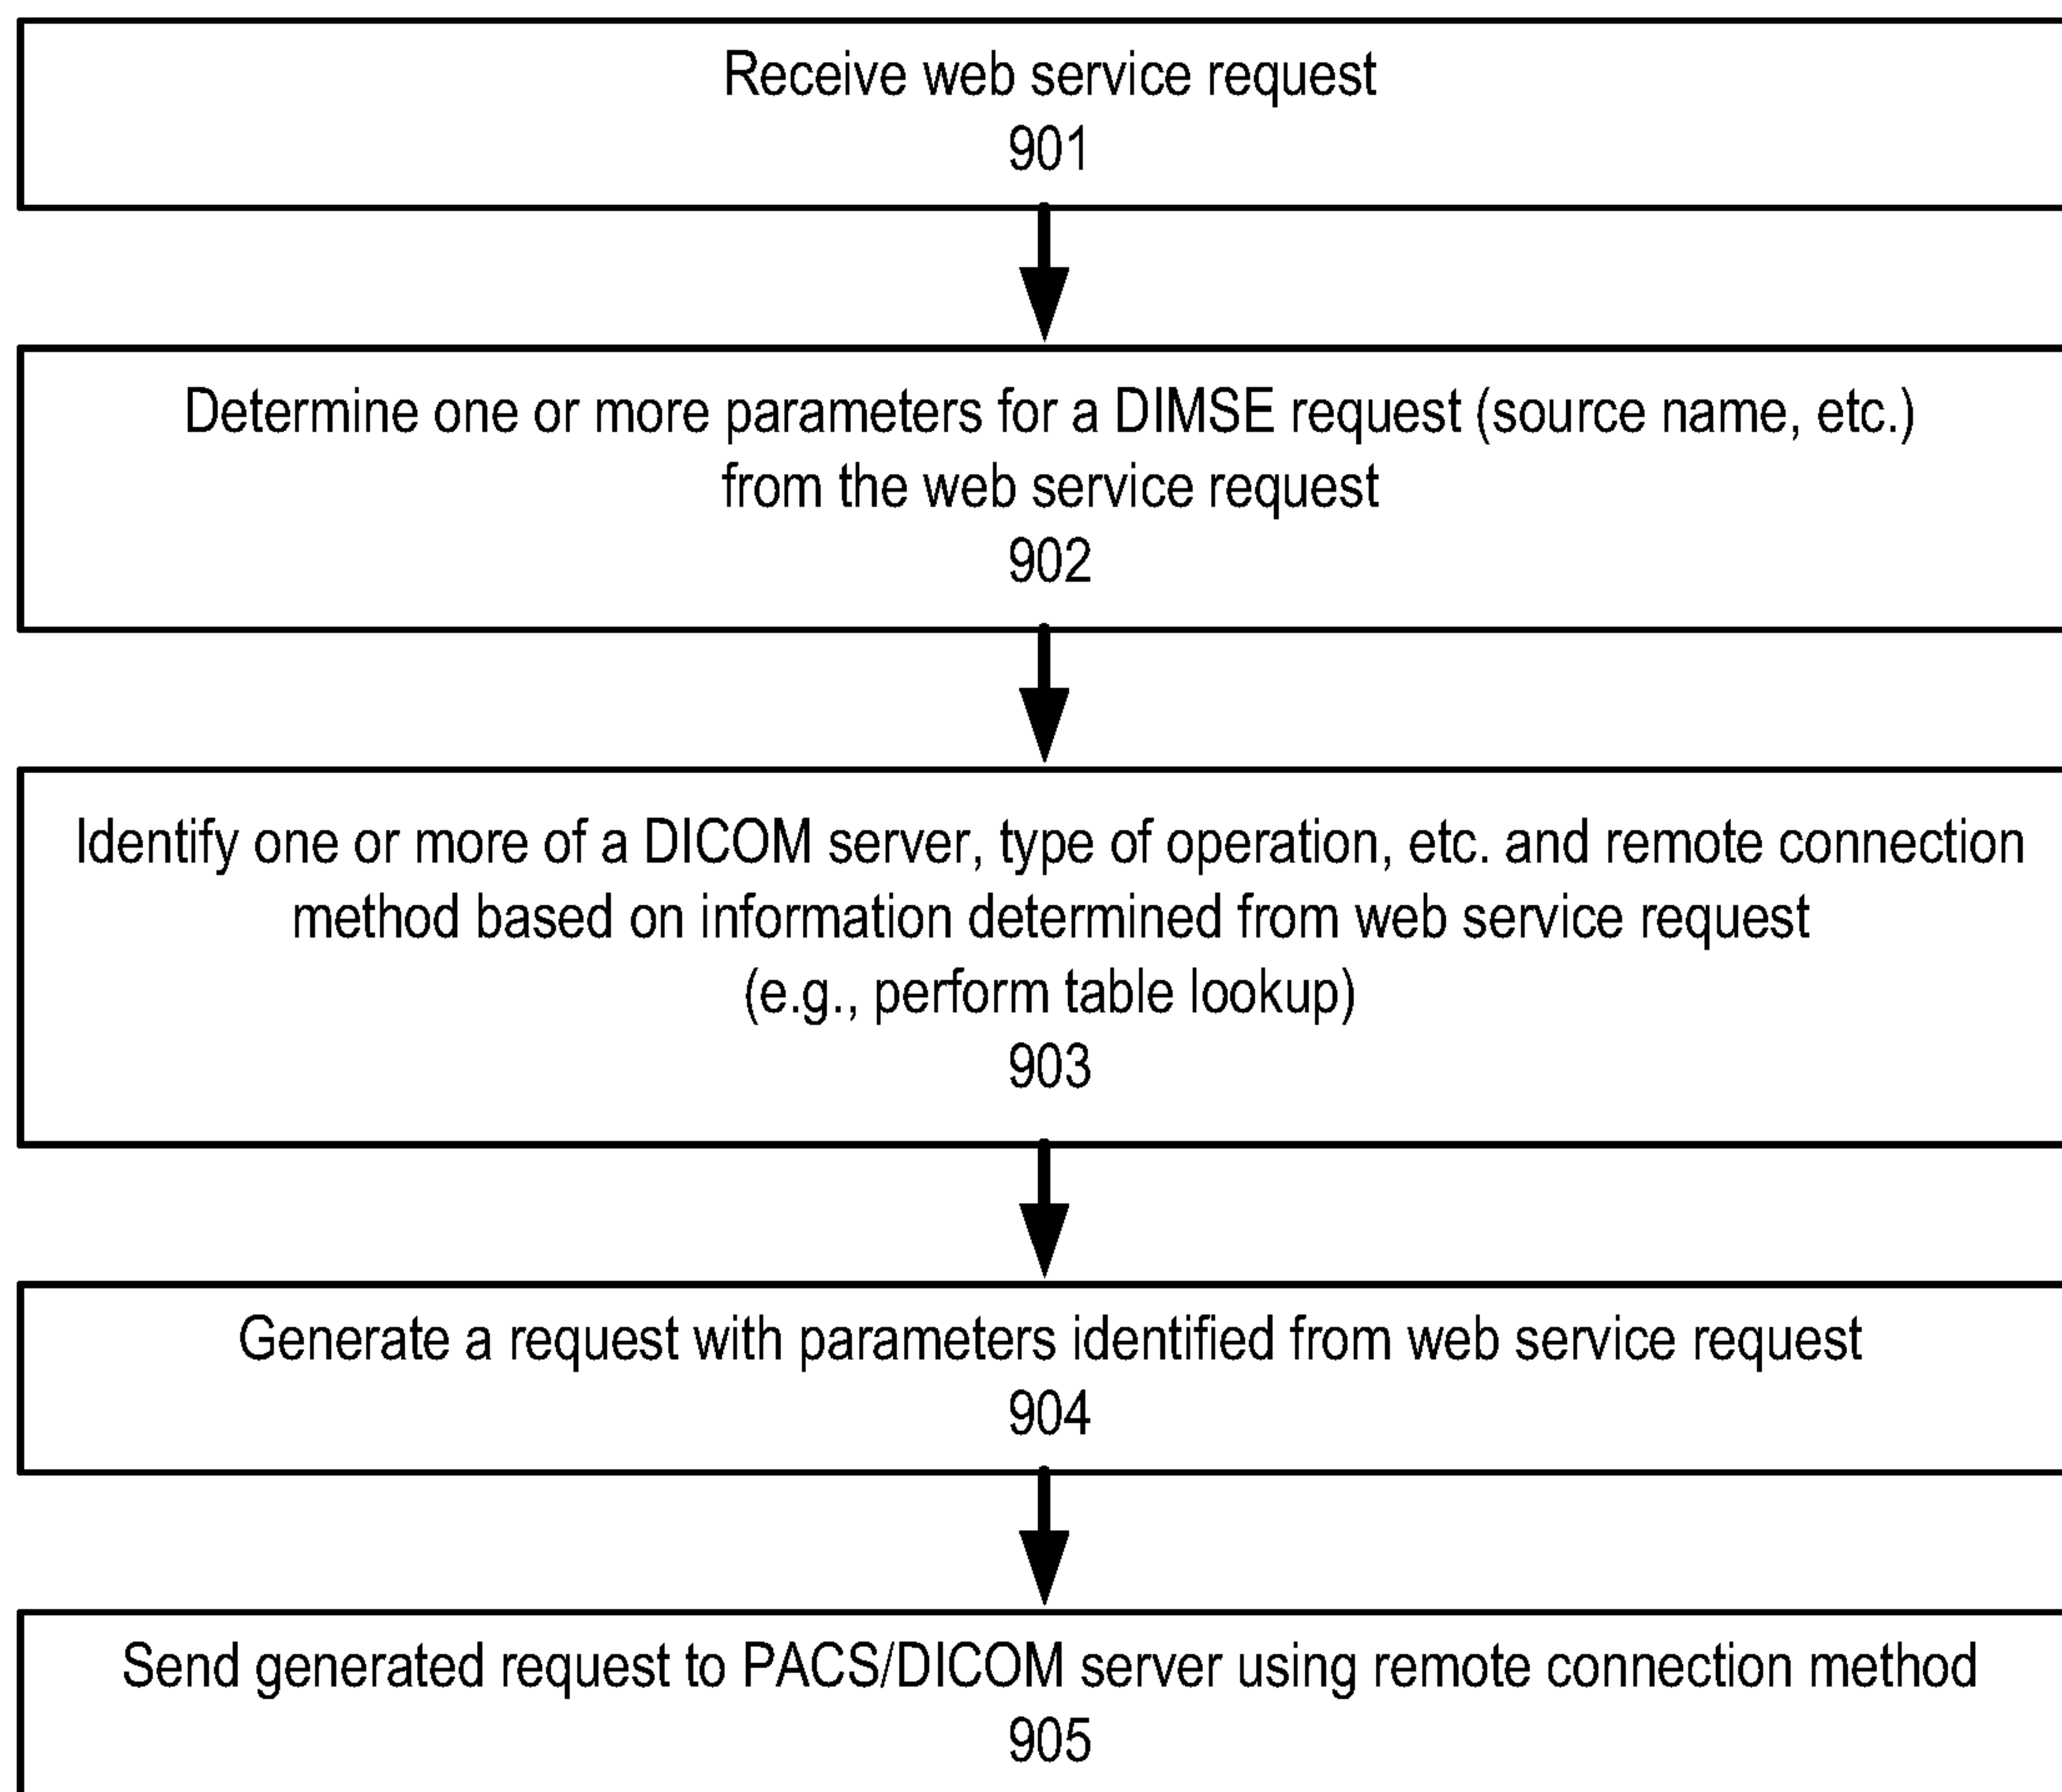 Receive web service request
901
Determine one or more parameters for a DIMSE request (source name, etc.)
from the web service request
902
Identify one or more of a DICOM server, type of operation, etc. and remote connection
method based on information determined from web service request
(e.g., perform table lookup)
903
Generate a request with parameters identified from web service request
904
Send generated request to PACS/DICOM server using remote connection method
905